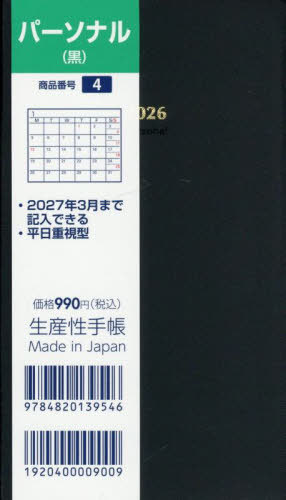 パーソナル
(黒)
商品番号 4
1
M T W T F S/S
・2027年3月まで
記入できる
・平日重視型
026
価格990円(税込)
生産性手帳
Made in Japan
9784820139546
1920400009009